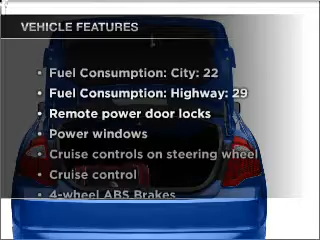 VEHICLE FEATURES
• Fuel Consumption: City: 22
• Fuel Consumption: Highway: 29
• Remote power door locks
• Power windows
• Cruise controls on steering wheel
• Cruise control
• 4-wheel ABS Brakes